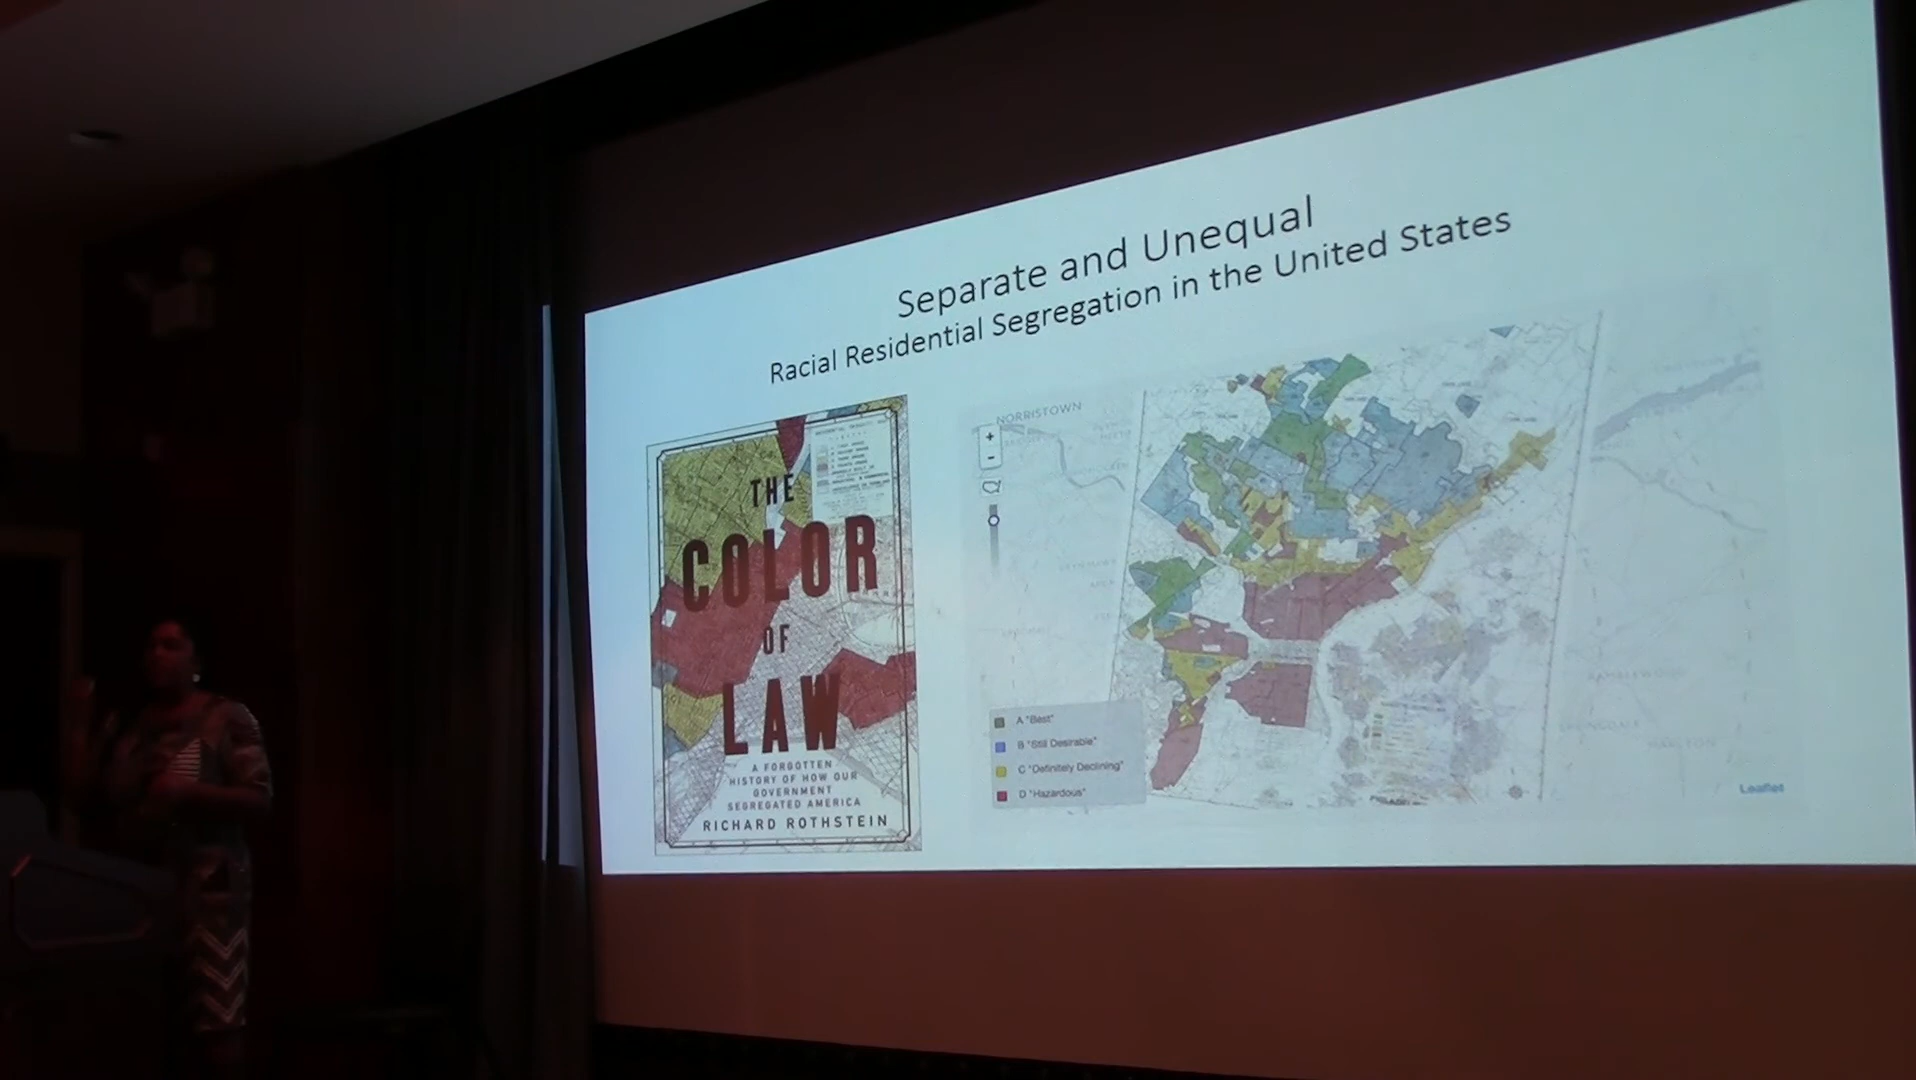 Separate and Unequal
Racial Residential Segregation in the United States
THE
COLOR
OF
LAW
A FORGOTTEN
HISTORY OF HOW OUR
GOVERNMENT
SEGREGATED AMERICA
RICHARD ROTHSTEIN
NORRISTOWN
+
−
A "Best"
B "Still Desirable"
C "Definitely Declining"
D "Hazardous"
Leaflet